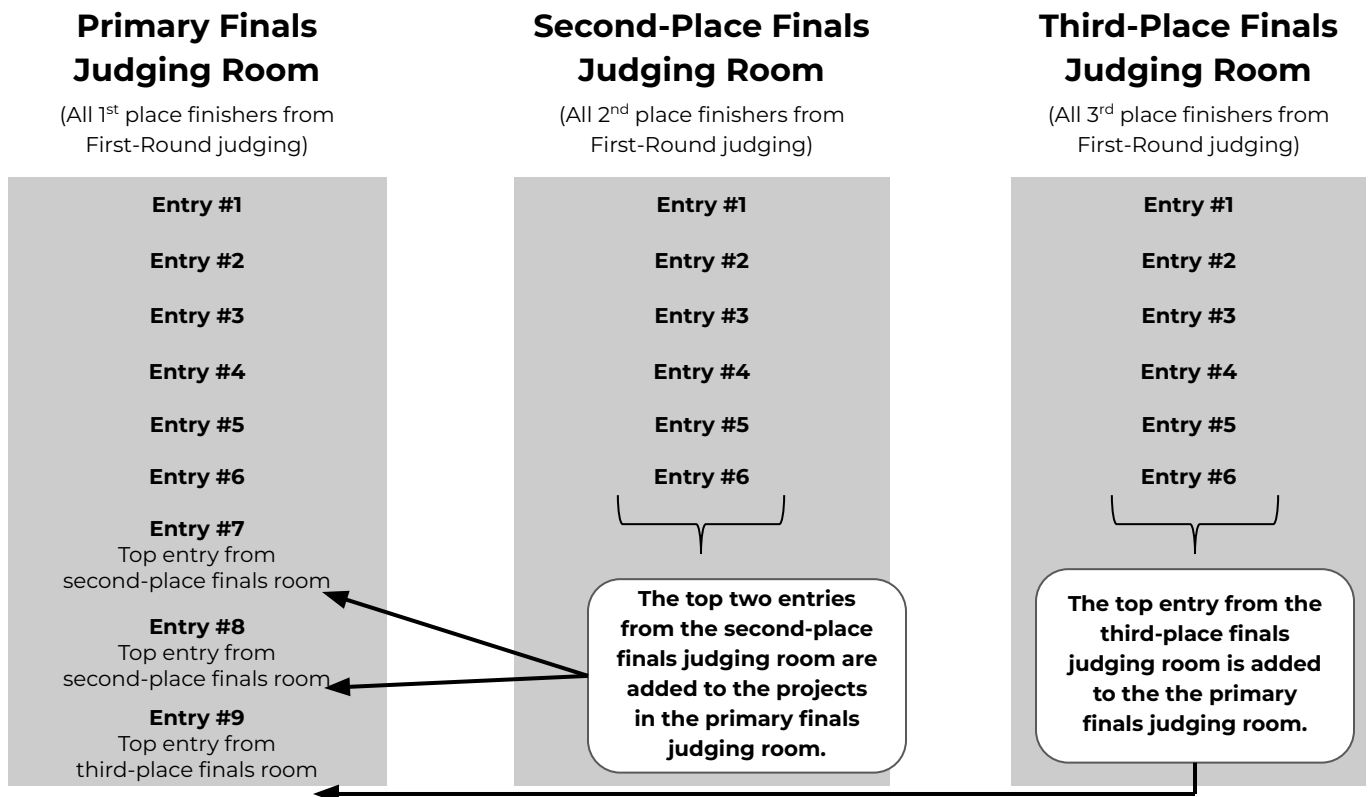 Primary Finals
Judging Room
(All 1st place finishers from
First-Round judging)
Entry #1
Entry #2
Entry #3
Entry #4
Entry #5
Entry #6
Entry #7
Top entry from
second-place finals room
Entry #8
Top entry from
second-place finals room
Entry #9
Top entry from
third-place finals room
Second-Place Finals
Judging Room
(All 2nd place finishers from
First-Round judging)
Entry #1
Entry #2
Entry #3
Entry #4
Entry #5
Entry #6
The top two entries
from the second-place
finals judging room are
added to the projects
in the primary finals
judging room.
Third-Place Finals
Judging Room
(All 3rd place finishers from
First-Round judging)
Entry #1
Entry #2
Entry #3
Entry #4
Entry #5
Entry #6
The top entry from the
third-place finals
judging room is added
to the the primary
finals judging room.